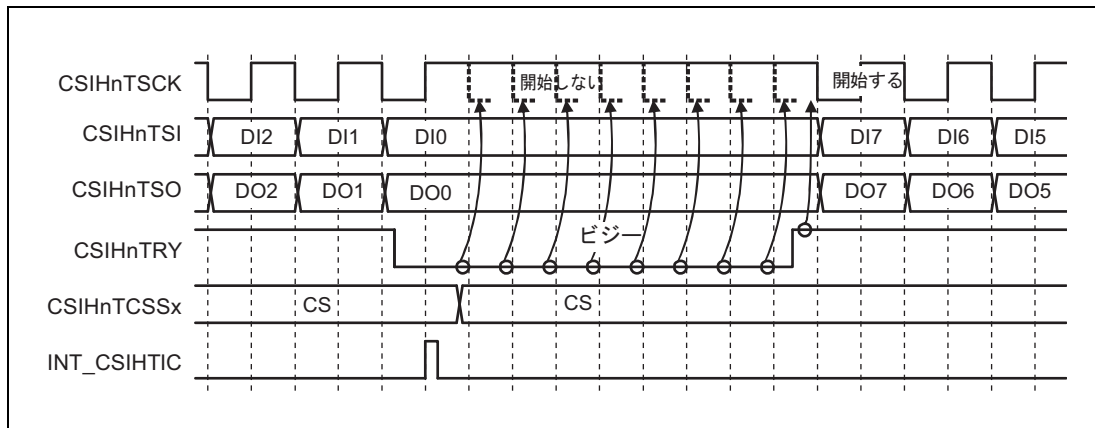 CSIHnTSCK 開始しない 開始する
CSIHnTSI DI2 DI1 DI0 DI7 DI6 DI5
CSIHnTSO DO2 DO1 DO0 DO7 DO6 DO5
ビジー
CSIHnTRY
CSIHnTCSSx CS CS
INT_CSIHTIC